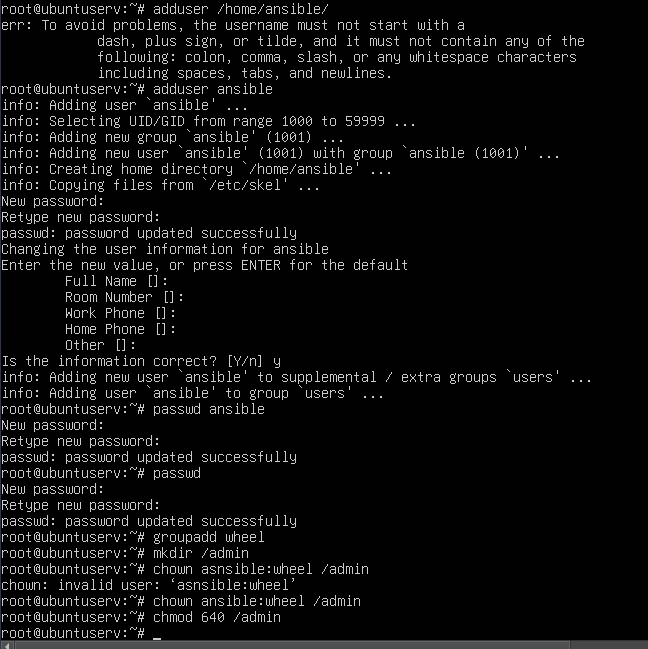 root@ubuntuserv:~# adduser /home/ansible/
err: To avoid problems, the username must not start with a
dash, plus sign, or tilde, and it must not contain any of the
following: colon, comma, slash, or any whitespace characters
including spaces, tabs, and newlines.
root@ubuntuserv:~# adduser ansible
info: Adding user `ansible' ...
info: Selecting UID/GID from range 1000 to 59999 ...
info: Adding new group `ansible' (1001) ...
info: Adding new user `ansible' (1001) with group `ansible (1001)' ...
info: Creating home directory `/home/ansible' ...
info: Copying files from `/etc/skel' ...
New password:
Retype new password:
passwd: password updated successfully
Changing the user information for ansible
Enter the new value, or press ENTER for the default
Full Name []:
Room Number []:
Work Phone []:
Home Phone []:
Other []:
Is the information correct? [Y/n] y
info: Adding new user `ansible' to supplemental / extra groups `users' ...
info: Adding user `ansible' to group `users' ...
root@ubuntuserv:~# passwd ansible
New password:
Retype new password:
passwd: password updated successfully
root@ubuntuserv:~# passwd
New password:
Retype new password:
passwd: password updated successfully
root@ubuntuserv:~# groupadd wheel
root@ubuntuserv:~# mkdir /admin
root@ubuntuserv:~# chown asnsible:wheel /admin
chown: invalid user: ‘asnsible:wheel’
root@ubuntuserv:~# chown ansible:wheel /admin
root@ubuntuserv:~# chmod 640 /admin
root@ubuntuserv:~# _